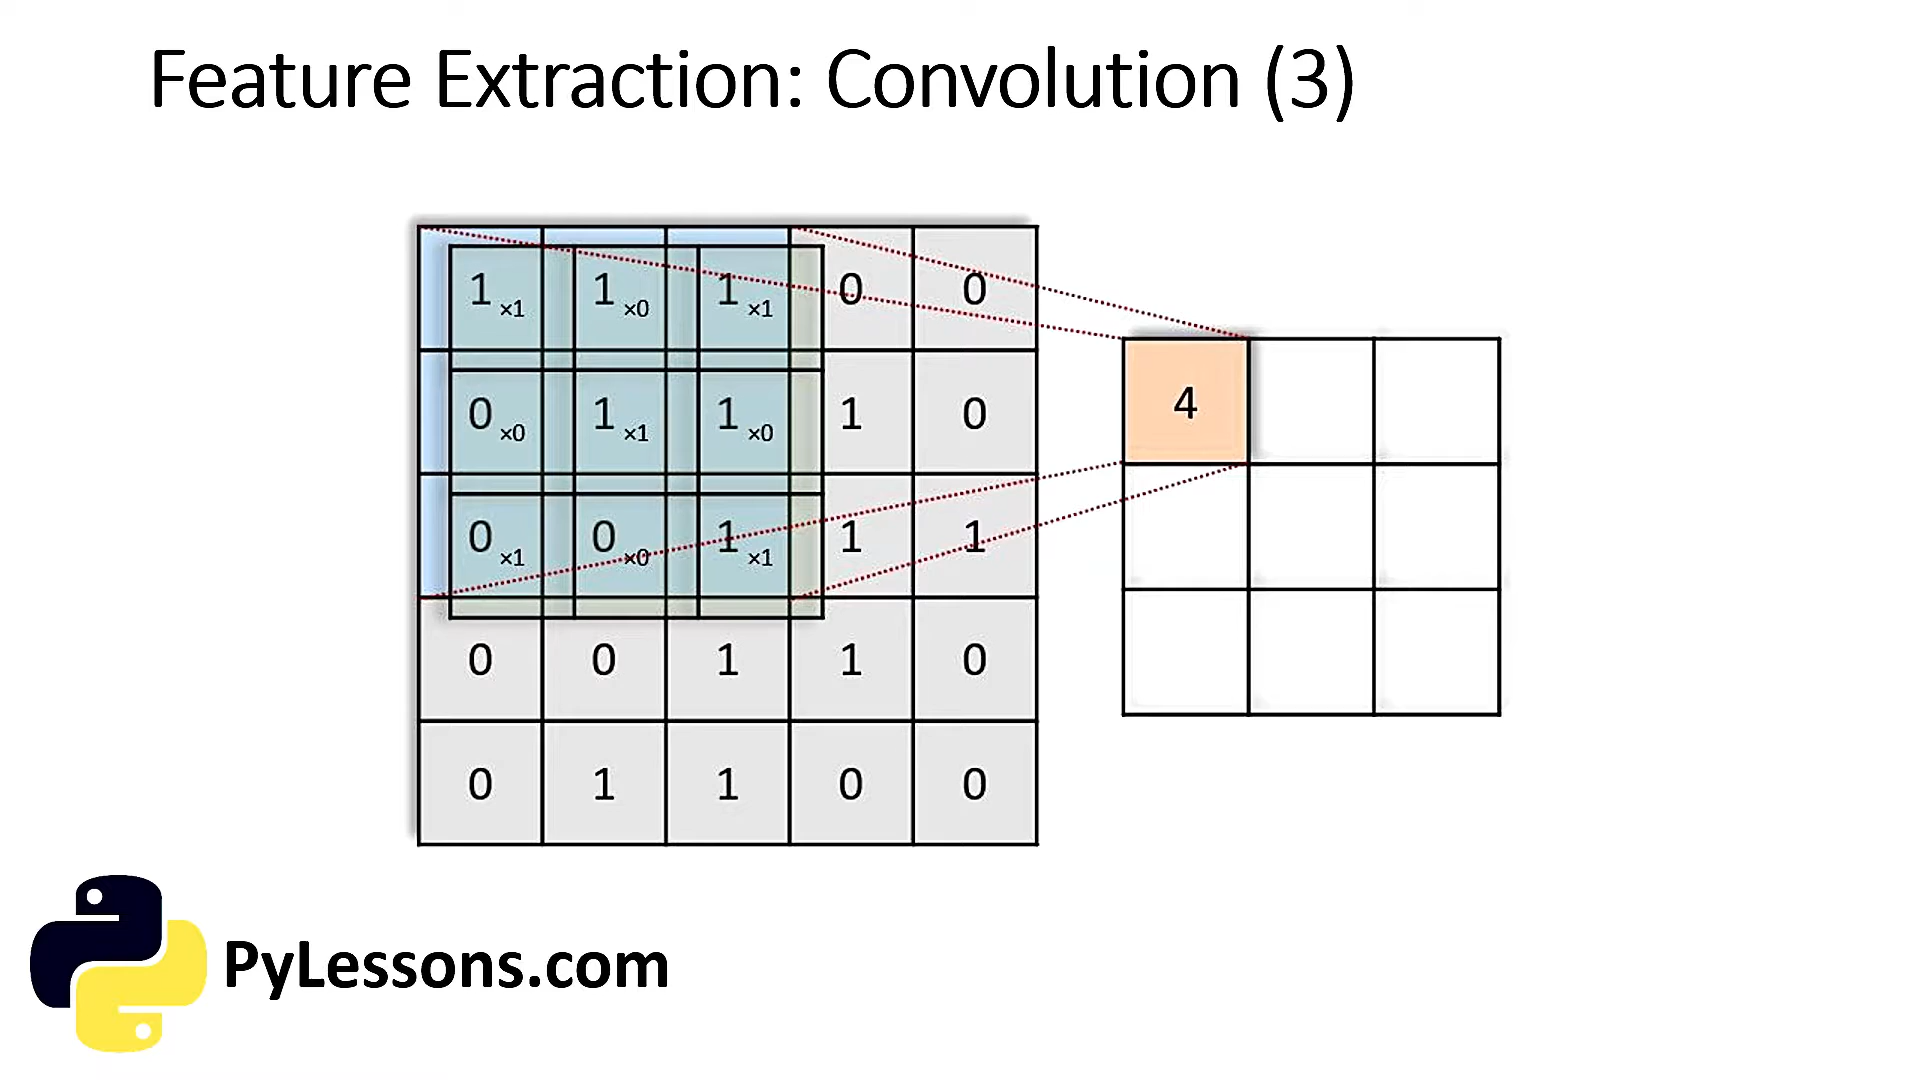 Feature Extraction: Convolution (3)
1 ×1 1 ×0 1 ×1 0 0
0 ×0 1 ×1 1 ×0 1 0
4
0 ×1 0 ×0 1 ×1 1 1
0 0 1 1 0
0 1 1 0 0
PyLessons.com